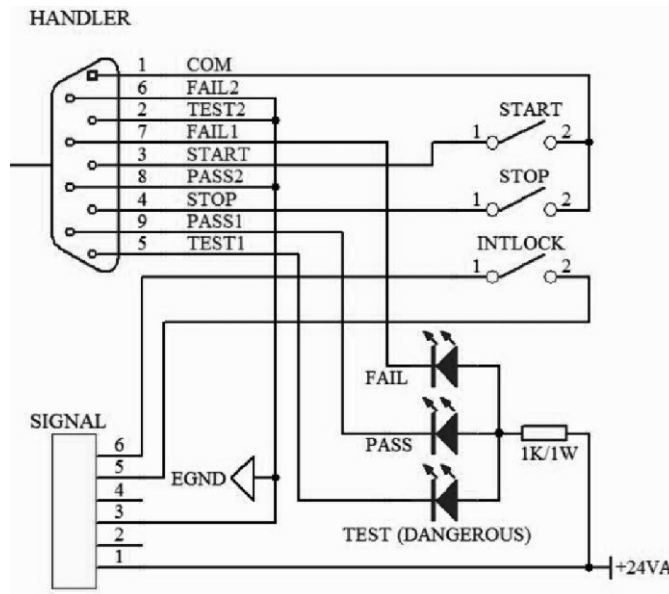 HANDLER
1 COM
6 FAIL2
2 TEST2
7 FAIL1
3 START
8 PASS2
4 STOP
9 PASS1
5 TEST1
START
1 2
STOP
1 2
INTLOCK
1 2
FAIL
PASS
1K/1W
TEST (DANGEROUS)
SIGNAL
6
5
4
3
2
1
EGND
+24VA